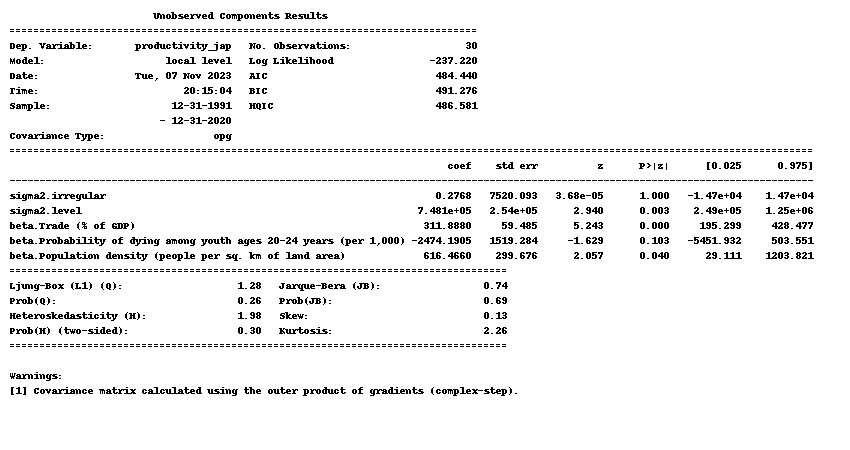 Unobserved Components Results
==============================================================================
Dep. Variable: productivity_jap No. Observations: 30
Model: local level Log Likelihood -237.220
Date: Tue, 07 Nov 2023 AIC 484.440
Time: 20:15:04 BIC 491.276
Sample: 12-31-1991 HQIC 486.581
- 12-31-2020
Covariance Type: opg
==============================================================================
coef std err z P>|z| [0.025 0.975]
------------------------------------------------------------------------------
sigma2.irregular 0.2768 7520.093 3.68e-05 1.000 -1.47e+04 1.47e+04
sigma2.level 7.481e+05 2.54e+05 2.940 0.003 2.49e+05 1.25e+06
beta.Trade (% of GDP) 311.8880 59.485 5.243 0.000 195.299 428.477
beta.Probability of dying among youth ages 20-24 years (per 1,000) -2474.1905 1519.284 -1.629 0.103 -5451.932 503.551
beta.Population density (people per sq. km of land area) 616.4660 299.676 2.057 0.040 29.111 1203.821
==============================================================================
Ljung-Box (L1) (Q): 1.28 Jarque-Bera (JB): 0.74
Prob(Q): 0.26 Prob(JB): 0.69
Heteroskedasticity (H): 1.98 Skew: 0.13
Prob(H) (two-sided): 0.30 Kurtosis: 2.26
==============================================================================
Warnings:
[1] Covariance matrix calculated using the outer product of gradients (complex-step).